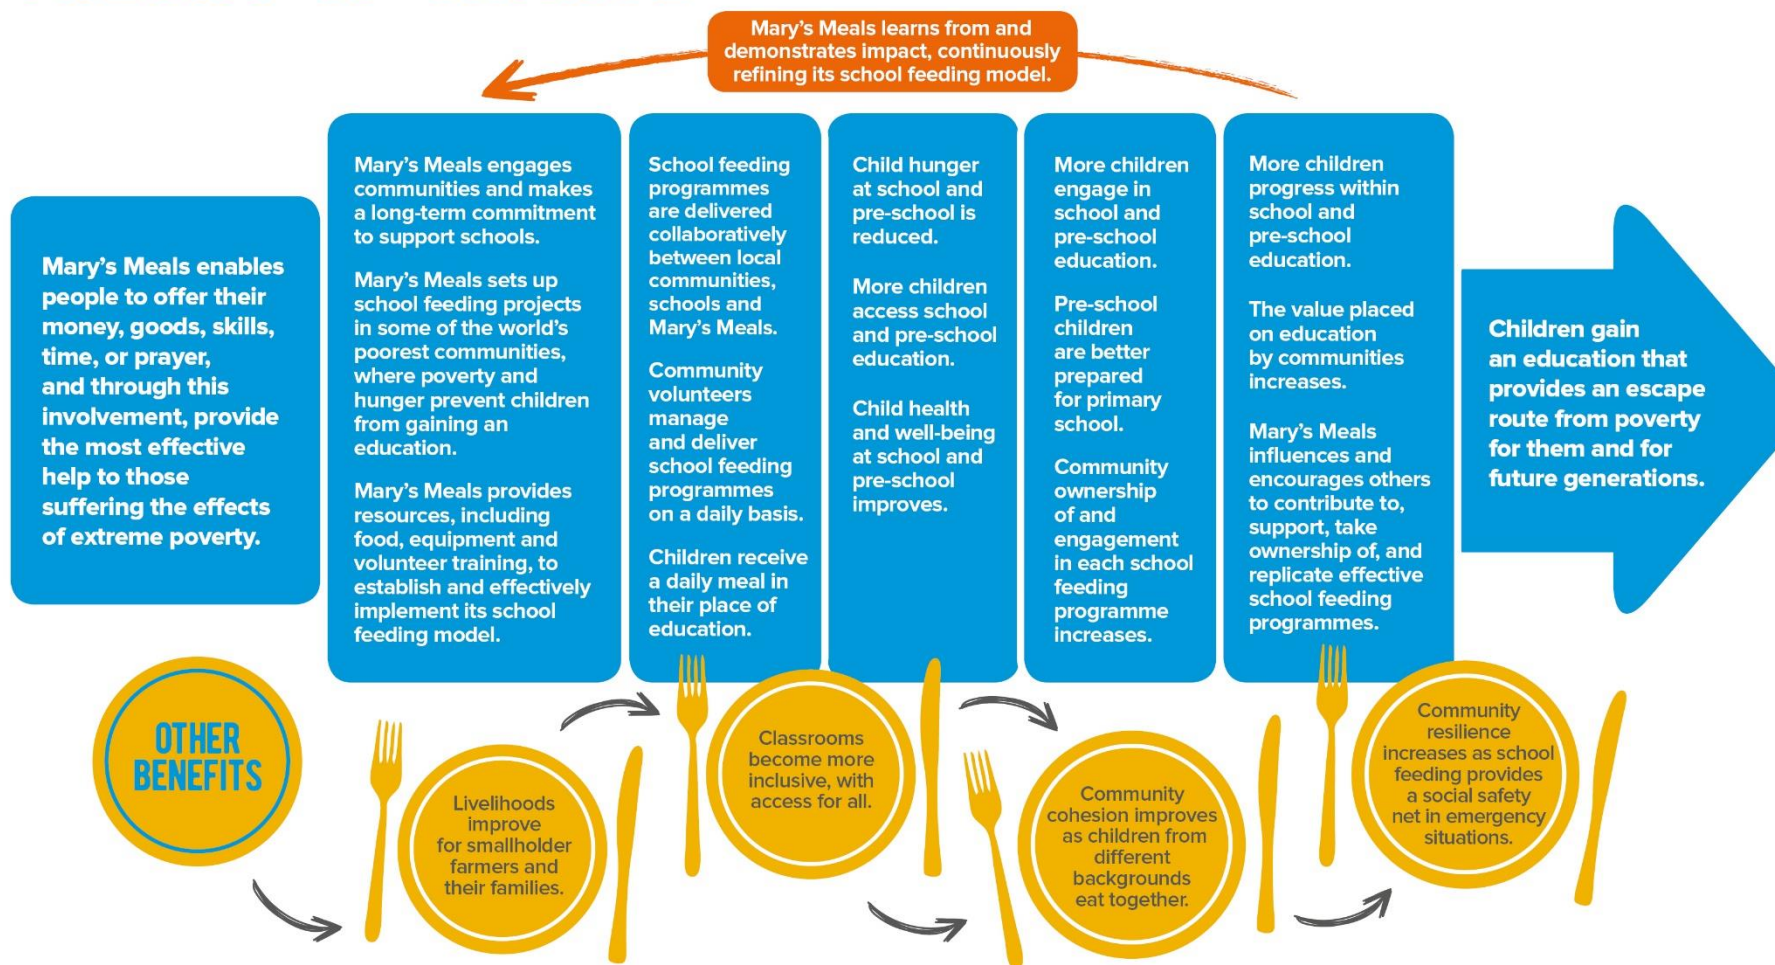 Mary’s Meals learns from and
demonstrates impact, continuously
refining its school feeding model.
Mary’s Meals enables
people to offer their
money, goods, skills,
time, or prayer,
and through this
involvement, provide
the most effective
help to those
suffering the effects
of extreme poverty.
Mary’s Meals engages
communities and makes
a long-term commitment
to support schools.
Mary’s Meals sets up
school feeding projects
in some of the world’s
poorest communities,
where poverty and
hunger prevent children
from gaining an
education.
Mary’s Meals provides
resources, including
food, equipment and
volunteer training, to
establish and effectively
implement its school
feeding model.
School feeding
programmes
are delivered
collaboratively
between local
communities,
schools and
Mary’s Meals.
Community
volunteers
manage
and deliver
school feeding
programmes
on a daily basis.
Children receive
a daily meal in
their place of
education.
Child hunger
at school and
pre-school is
reduced.
More children
access school
and pre-school
education.
Child health
and well-being
at school and
pre-school
improves.
More children
engage in
school and
pre-school
education.
Pre-school
children
are better
prepared
for primary
school.
Community
ownership
of and
engagement
in each school
feeding
programme
increases.
More children
progress within
school and
pre-school
education.
The value placed
on education
by communities
increases.
Mary’s Meals
influences and
encourages others
to contribute to,
support, take
ownership of, and
replicate effective
school feeding
programmes.
Children gain
an education that
provides an escape
route from poverty
for them and for
future generations.
OTHER
BENEFITS
Livelihoods
improve
for smallholder
farmers and
their families.
Classrooms
become more
inclusive, with
access for all.
Community
cohesion improves
as children from
different
backgrounds
eat together.
Community
resilience
increases as school
feeding provides
a social safety
net in emergency
situations.